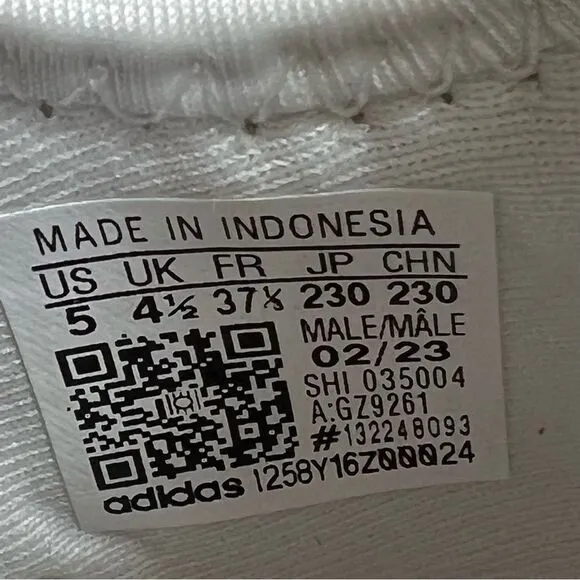 MADE IN INDONESIA
US UK FR JP CHN
5 4½ 37⅓ 230 230
MALE/MÂLE
02/23
SHI 035004
A:GZ9261
#132248093
adidas 1258Y16Z00024